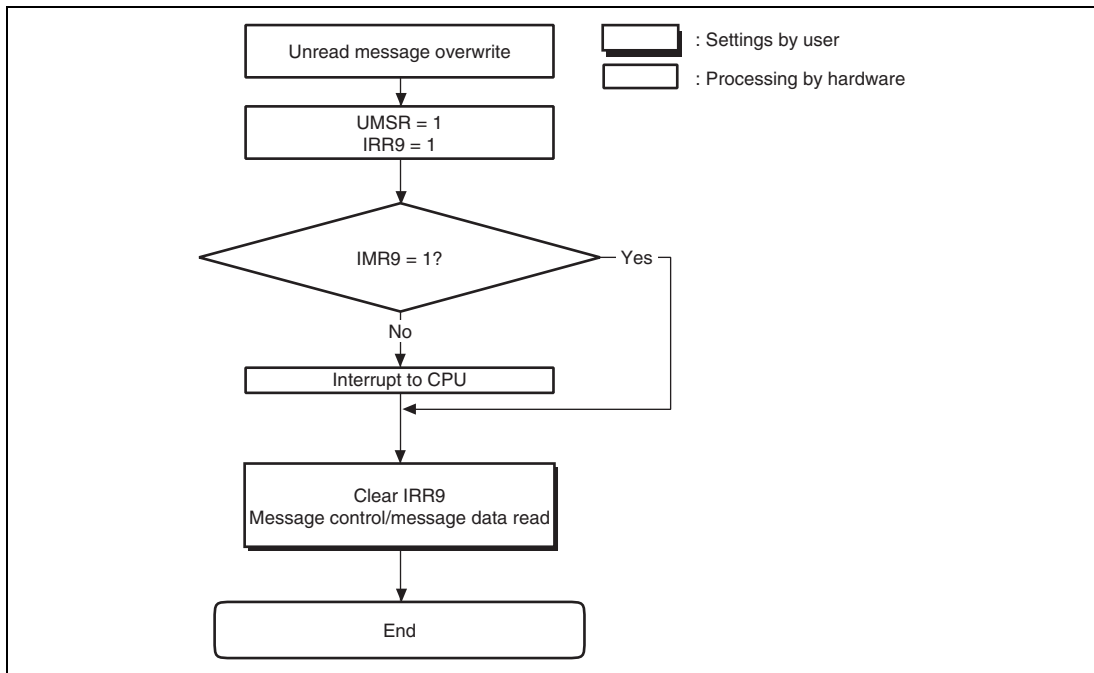 Unread message overwrite
: Settings by user
: Processing by hardware
UMSR = 1
IRR9 = 1
IMR9 = 1?
Yes
No
Interrupt to CPU
Clear IRR9
Message control/message data read
End